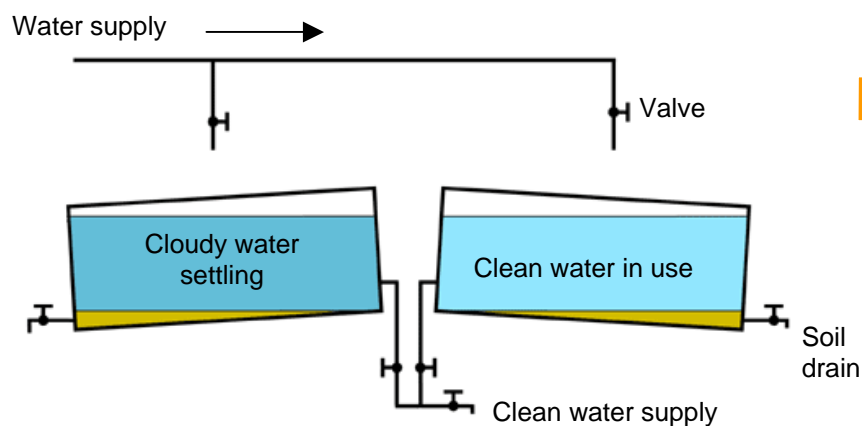 Water supply
Valve
Cloudy water
settling
Clean water in use
Soil
drain
Clean water supply